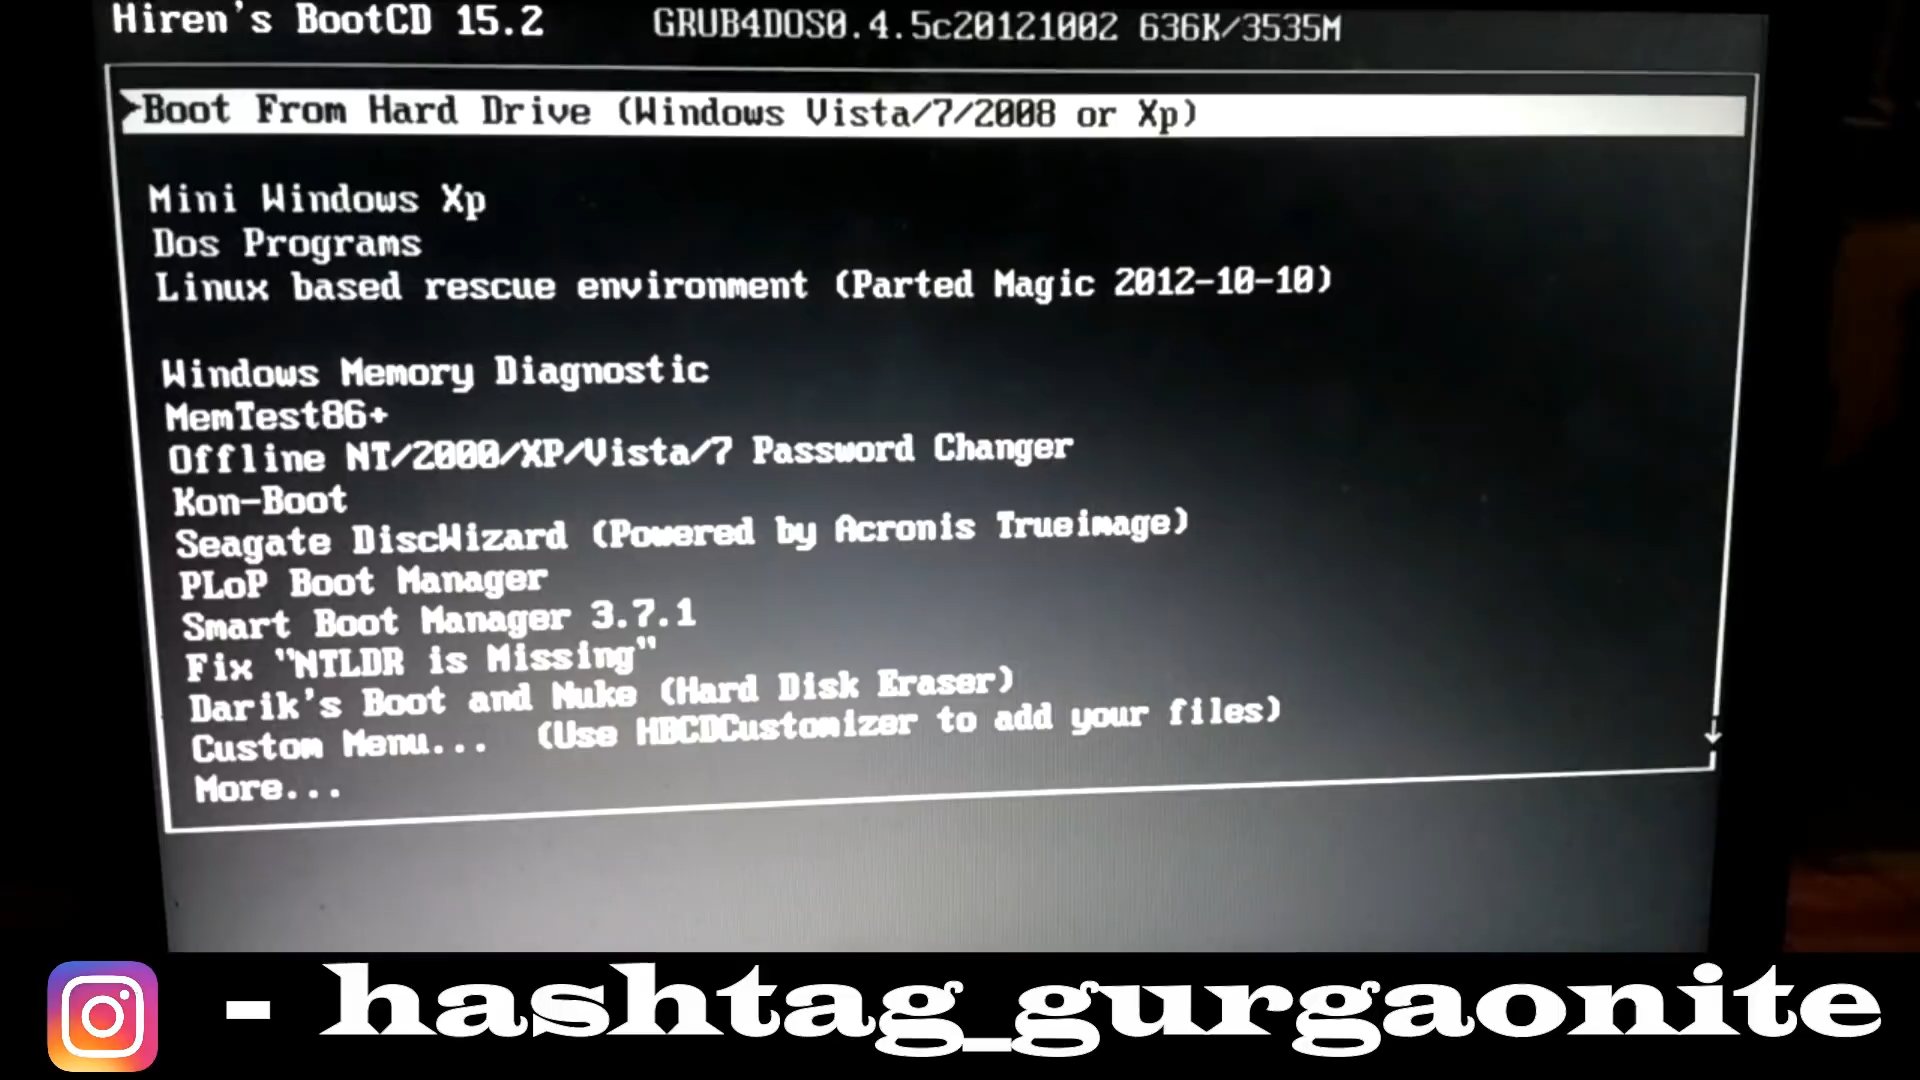 Hiren's BootCD 15.2 GRUB4DOS0.4.5c20121002 636K/3535M
Boot From Hard Drive (Windows Vista/7/2008 or Xp)
Mini Windows Xp
Dos Programs
Linux based rescue environment (Parted Magic 2012-10-10)
Windows Memory Diagnostic
MemTest86+
Offline NT/2000/XP/Vista/7 Password Changer
Kon-Boot
Seagate DiscWizard (Powered by Acronis Trueimage)
PLoP Boot Manager
Smart Boot Manager 3.7.1
Fix "NTLDR is Missing"
Darik's Boot and Nuke (Hard Disk Eraser)
Custom Menu... (Use HBCDCustomizer to add your files)
More...
- hashtag_gurgaonite